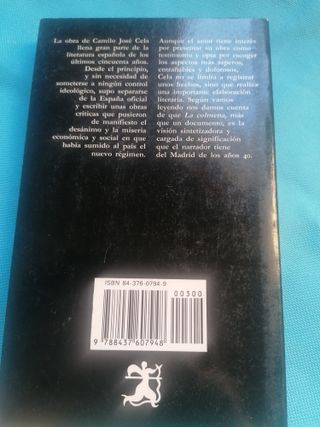 La obra de Camilo José Cela
llena gran parte de la
literatura española de los
últimos cincuenta años.
Desde el principio,
y sin necesidad de
someterse a ningún control
ideológico, supo separarse
de la España oficial
y escribir una obras
críticas que pusieron
de manifiesto el
desánimo y la miseria
económica y social en que
había sumido al país el
nuevo régimen.
Aunque el autor tiene interés
por presentar su obra como
testimonio y opta por escoger
los aspectos más ásperos,
entrañables y dolorosos,
Cela no se limita a registrar
unos hechos, sino que realiza
una importante elaboración
literaria. Según vamos
leyendo nos damos cuenta
de que La colmena, más
que un documento, es la
visión sintetizadora y
cargada de significación
que el narrador tiene
del Madrid de los años 40.
ISBN 84-376-0794-9
00300
9 788437 607948